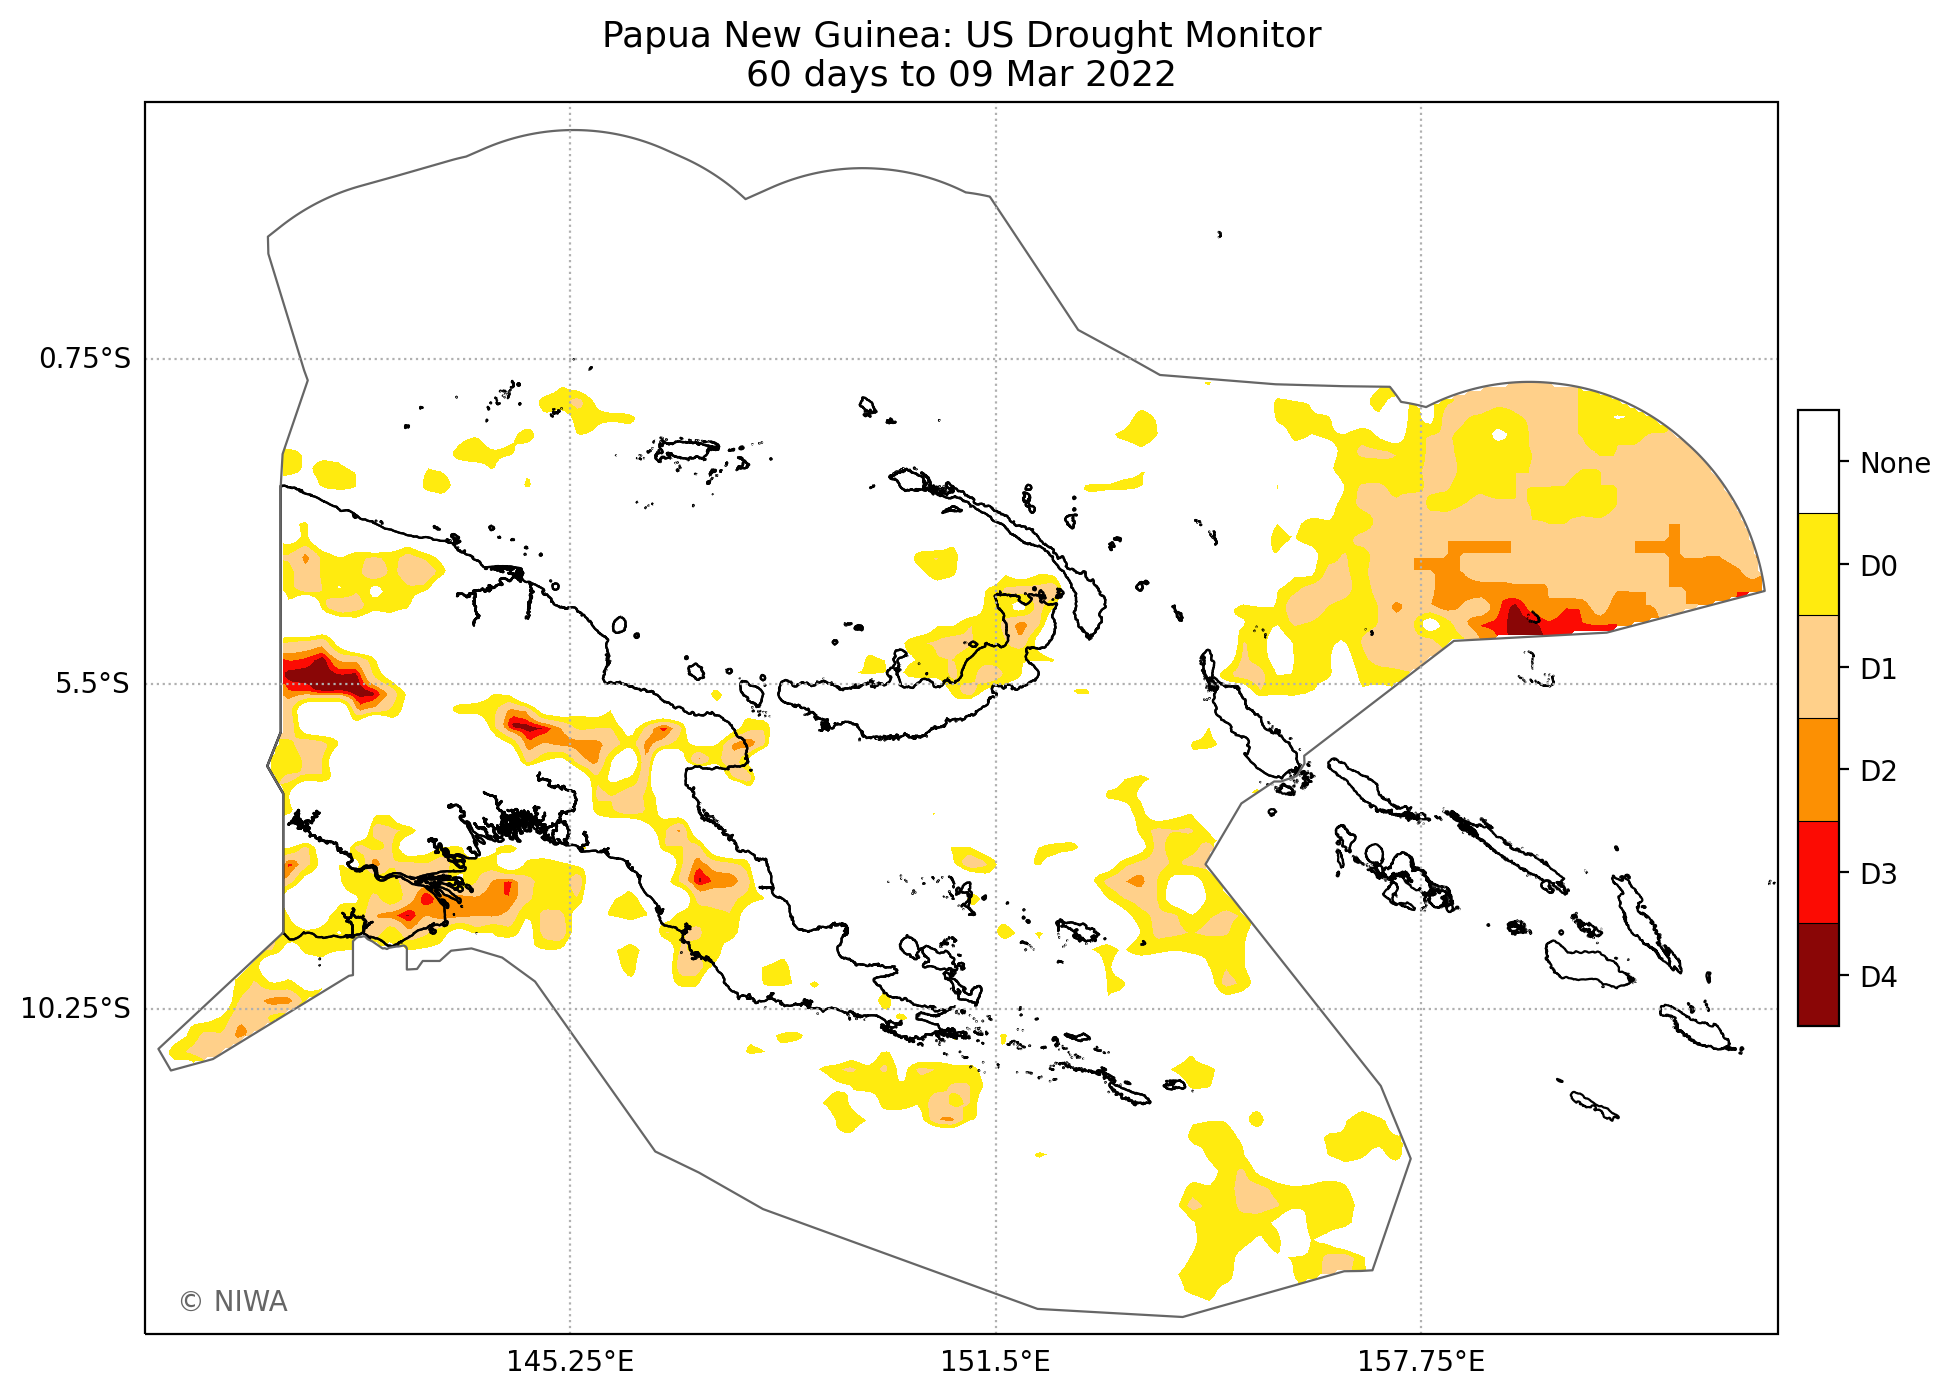 Papua New Guinea: US Drought Monitor
60 days to 09 Mar 2022
0.75°S
5.5°S
10.25°S
145.25°E
151.5°E
157.75°E
None
D0
D1
D2
D3
D4
© NIWA